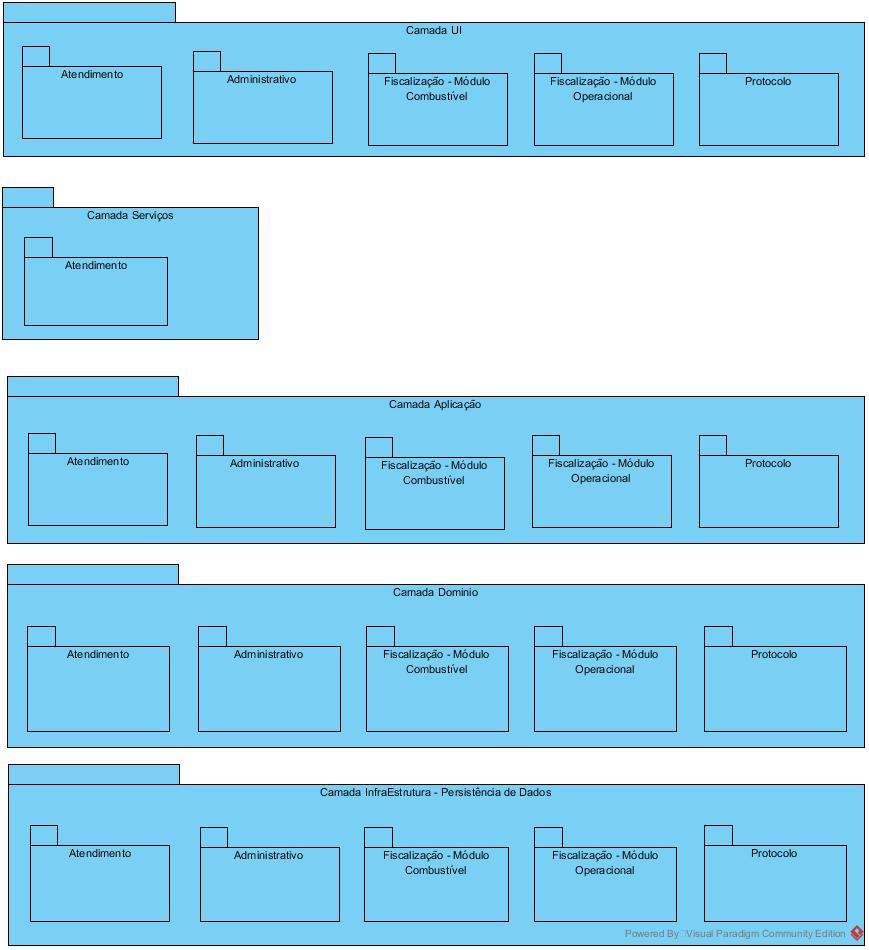 Camada UI
Atendimento
Administrativo
Fiscalização - Módulo
Combustível
Fiscalização - Módulo
Operacional
Protocolo
Camada Serviços
Atendimento
Camada Aplicação
Atendimento
Administrativo
Fiscalização - Módulo
Combustível
Fiscalização - Módulo
Operacional
Protocolo
Camada Domínio
Atendimento
Administrativo
Fiscalização - Módulo
Combustível
Fiscalização - Módulo
Operacional
Protocolo
Camada InfraEstrutura - Persistência de Dados
Atendimento
Administrativo
Fiscalização - Módulo
Combustível
Fiscalização - Módulo
Operacional
Protocolo
Powered By Visual Paradigm Community Edition